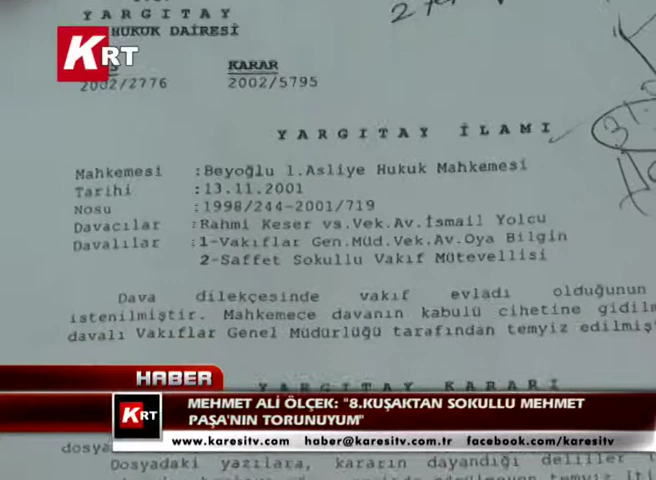 YARGITAY
HUKUK DAİRESİ
KRT
KARAR
2002/2776 2002/5795
YARGITAY İLAMI
Mahkemesi :Beyoğlu 1.Asliye Hukuk Mahkemesi
Tarihi :13.11.2001
Nosu :1998/244-2001/719
Davacılar :Rahmi Keser vs.Vek.Av.İsmail Yolcu
Davalılar :1-Vakıflar Gen.Müd.Vek.Av.Oya Bilgin
2-Saffet Sokullu Vakıf Mütevellisi
Dava dilekçesinde vakıf evladı olduğunun
istenilmiştir. Mahkemece davanın kabulü cihetine gidilm
davalı Vakıflar Genel Müdürlüğü tarafından temyiz edilmiş
HABER
YARGITAY KARARI
KRT
MEHMET ALİ ÖLÇEK: "8.KUŞAKTAN SOKULLU MEHMET
PAŞA'NIN TORUNUYUM"
www.karesitv.com haber@karesitv.com.tr facebook.com/karesitv
dosya
Dosyadaki yazılara, kararın dayandığı deliller